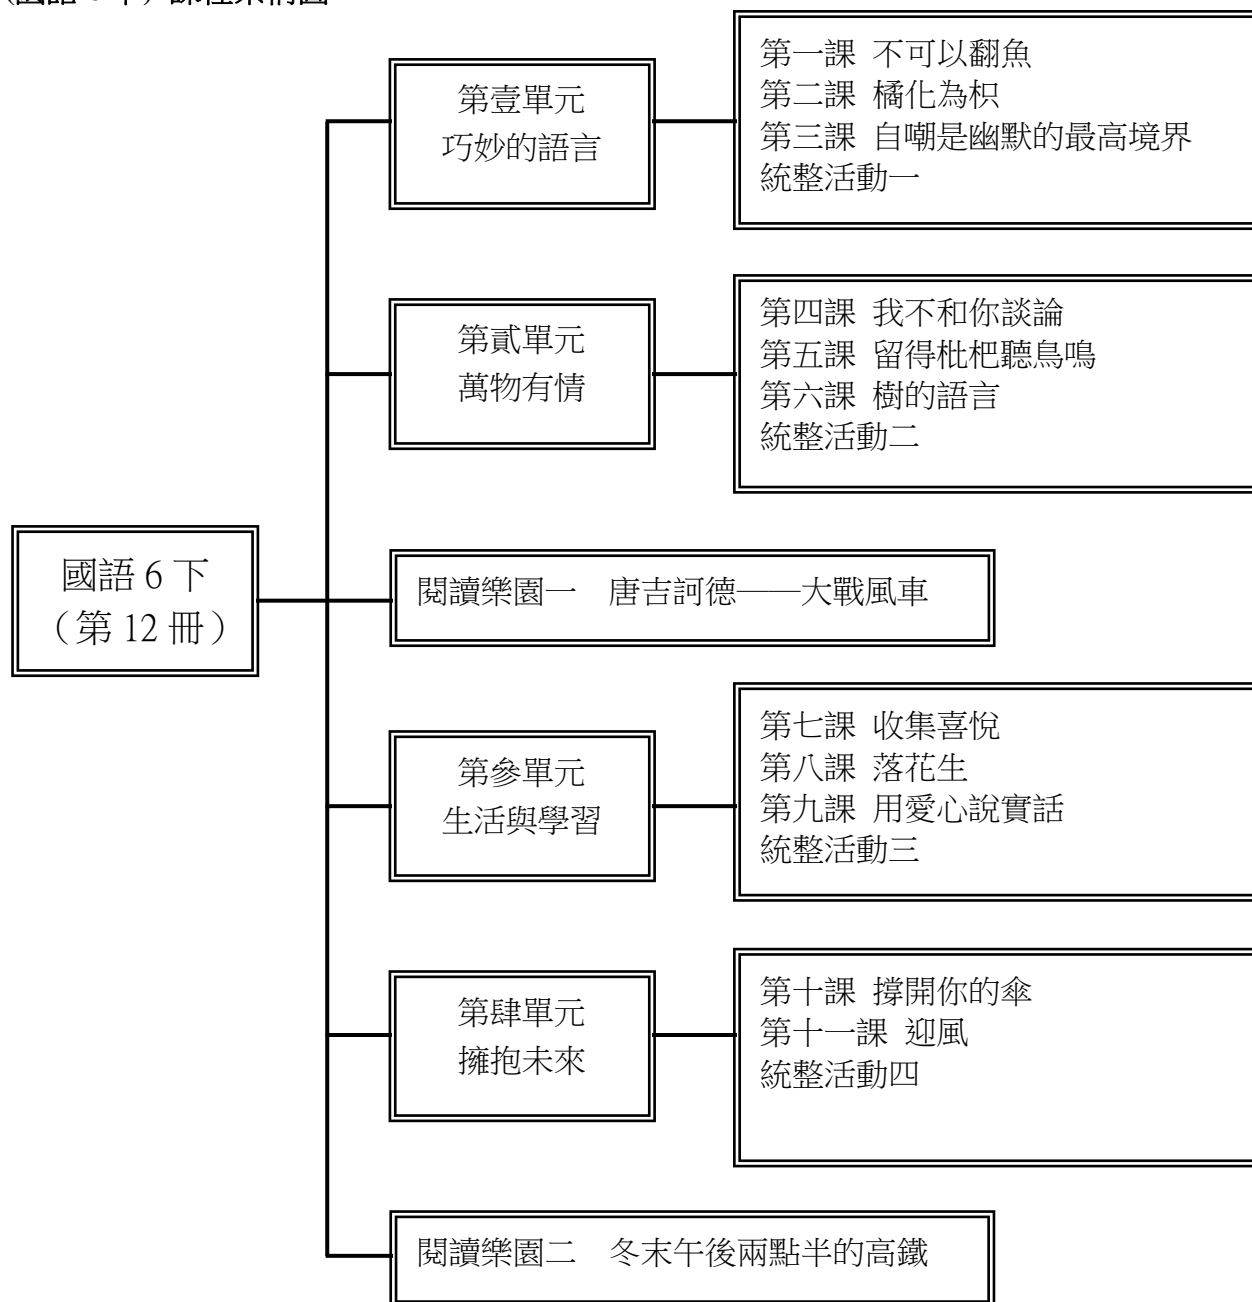 第壹單元
巧妙的語言
第一課 不可以翻魚
第二課 橘化為枳
第三課 自嘲是幽默的最高境界
統整活動一
第貳單元
萬物有情
第四課 我不和你談論
第五課 留得枇杷聽鳥鳴
第六課 樹的語言
統整活動二
國語 6 下
（第 12 冊）
閱讀樂園一　唐吉訶德——大戰風車
第參單元
生活與學習
第七課 收集喜悅
第八課 落花生
第九課 用愛心說實話
統整活動三
第肆單元
擁抱未來
第十課 撐開你的傘
第十一課 迎風
統整活動四
閱讀樂園二　冬末午後兩點半的高鐵